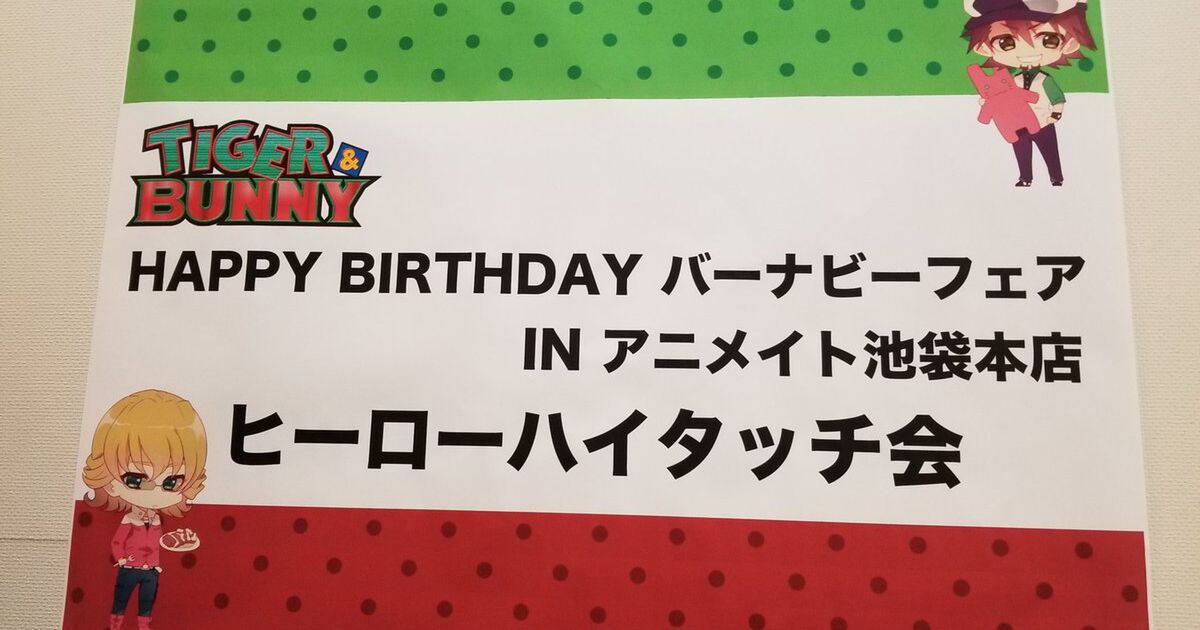 TIGER &
BUNNY
HAPPY BIRTHDAY バーナビーフェア
IN アニメイト池袋本店
ヒーローハイタッチ会